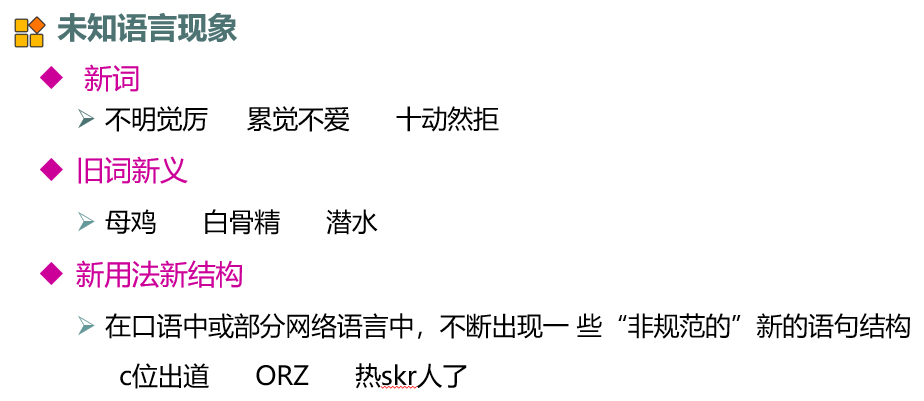 未知语言现象
新词
不明觉厉 累觉不爱 十动然拒
旧词新义
母鸡 白骨精 潜水
新用法新结构
在口语中或部分网络语言中，不断出现一 些“非规范的”新的语句结构
c位出道 ORZ 热skr人了